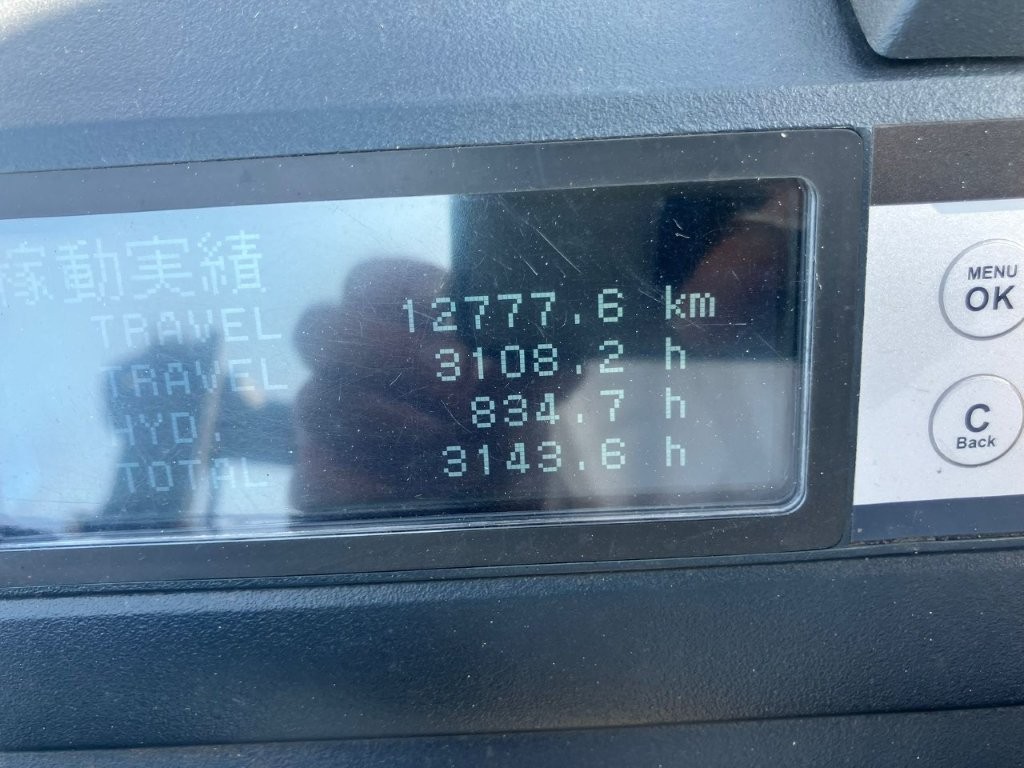 稼動実績
TRAVEL 12777.6 km
TRAVEL 3108.2 h
HYD. 834.7 h
TOTAL 3143.6 h
MENU
OK
C
Back